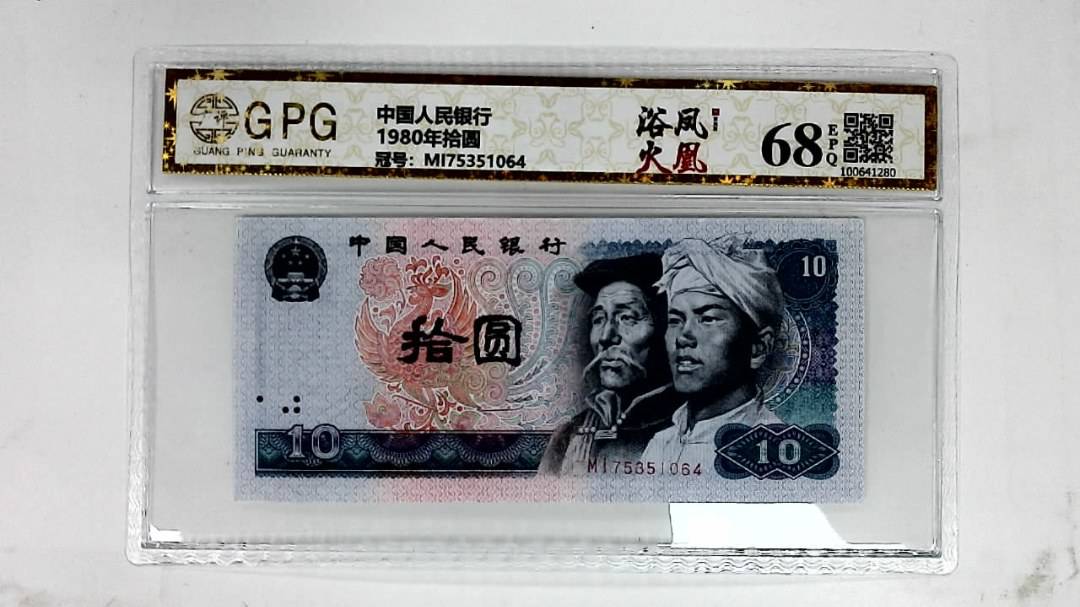 GPG
GUANG PING GUARANTY
中国人民银行
1980年拾圆
冠号：MI75351064
浴火
凤凰
68
EPQ
100641280
中国人民银行
10
拾圆
10
MI75351064
10